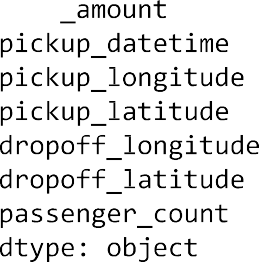 _amount
pickup_datetime
pickup_longitude
pickup_latitude
dropoff_longitude
dropoff_latitude
passenger_count
dtype: object